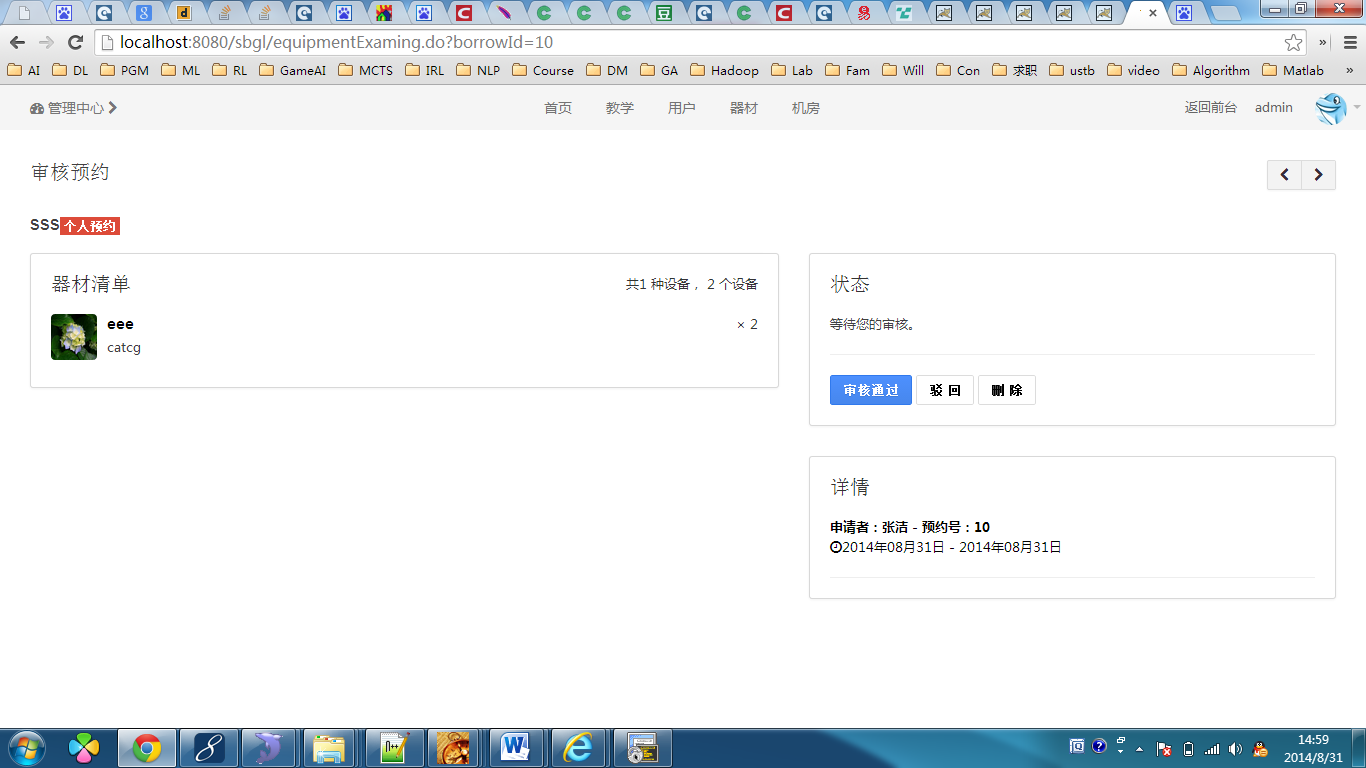 localhost:8080/sbgl/equipmentExaming.do?borrowId=10 »
AI DL PGM ML RL GameAI MCTS IRL NLP Course DM GA Hadoop Lab Fam Will Con 求职 ustb video Algorithm Matlab »
管理中心 首页 教学 用户 器材 机房 返回前台 admin
审核预约
SSS 个人预约
器材清单 共1 种设备， 2 个设备
eee × 2
catcg
状态
等待您的审核。
审核通过 驳 回 删 除
详情
申请者：张洁 - 预约号：10
2014年08月31日 - 2014年08月31日
14:59
2014/8/31